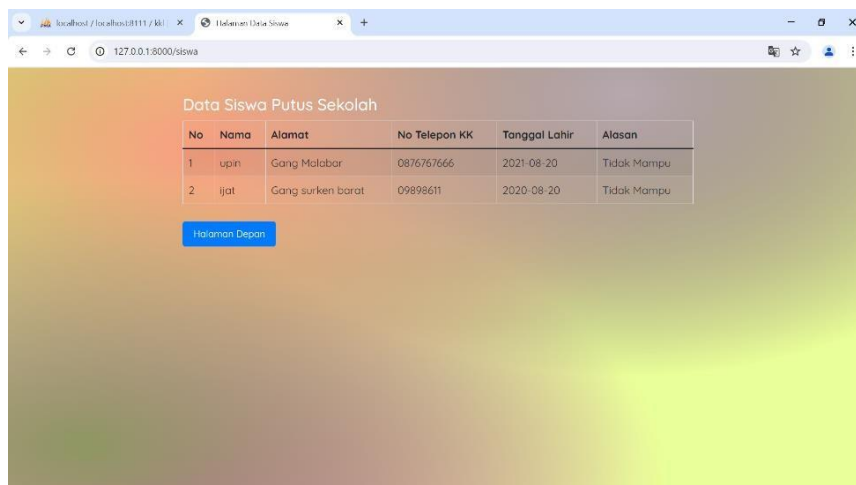 localhost / localhost:8111 / kkl
Halaman Data Siswa
127.0.0.1:8000/siswa
Data Siswa Putus Sekolah
No Nama Alamat No Telepon KK Tanggal Lahir Alasan
1 upin Gang Malabar 0876767666 2021-08-20 Tidak Mampu
2 ijat Gang surken barat 09898611 2020-08-20 Tidak Mampu
Halaman Depan